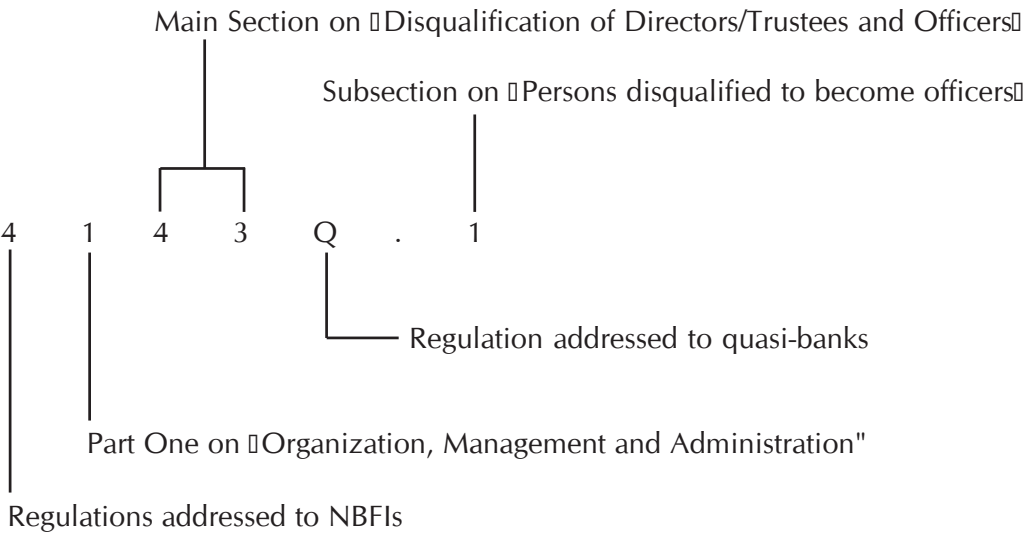 Main Section on ▯Disqualification of Directors/Trustees and Officers▯
Subsection on ▯Persons disqualified to become officers▯
4 1 4 3 Q . 1
Regulation addressed to quasi-banks
Part One on ▯Organization, Management and Administration"
Regulations addressed to NBFIs